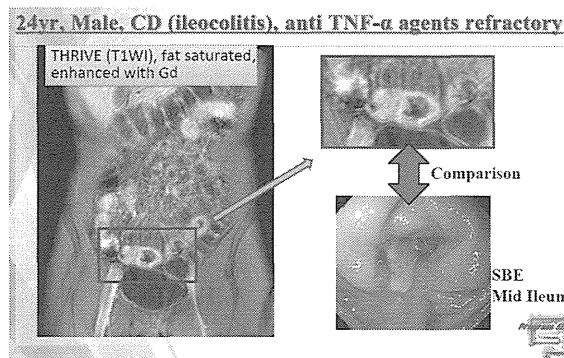 24yr, Male, CD (ileocolitis), anti TNF-α agents refractory
THRIVE (T1WI), fat saturated,
enhanced with Gd
Comparison
SBE
Mid Ileum